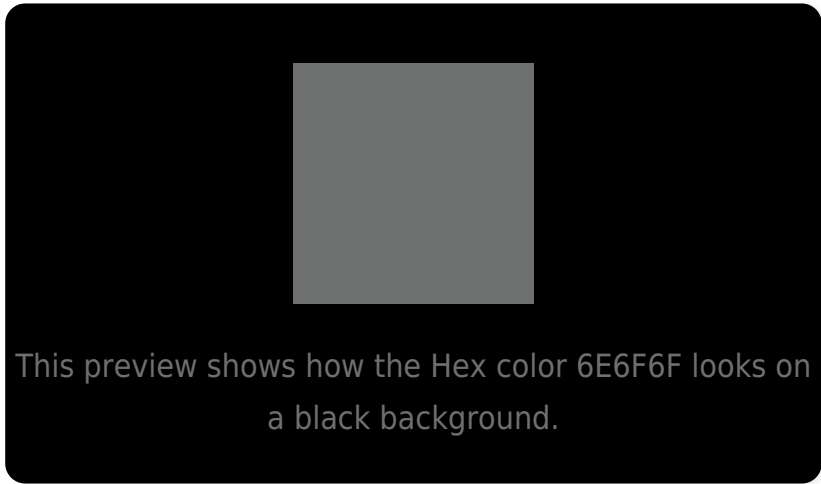 This preview shows how the Hex color 6E6F6F looks on
a black background.